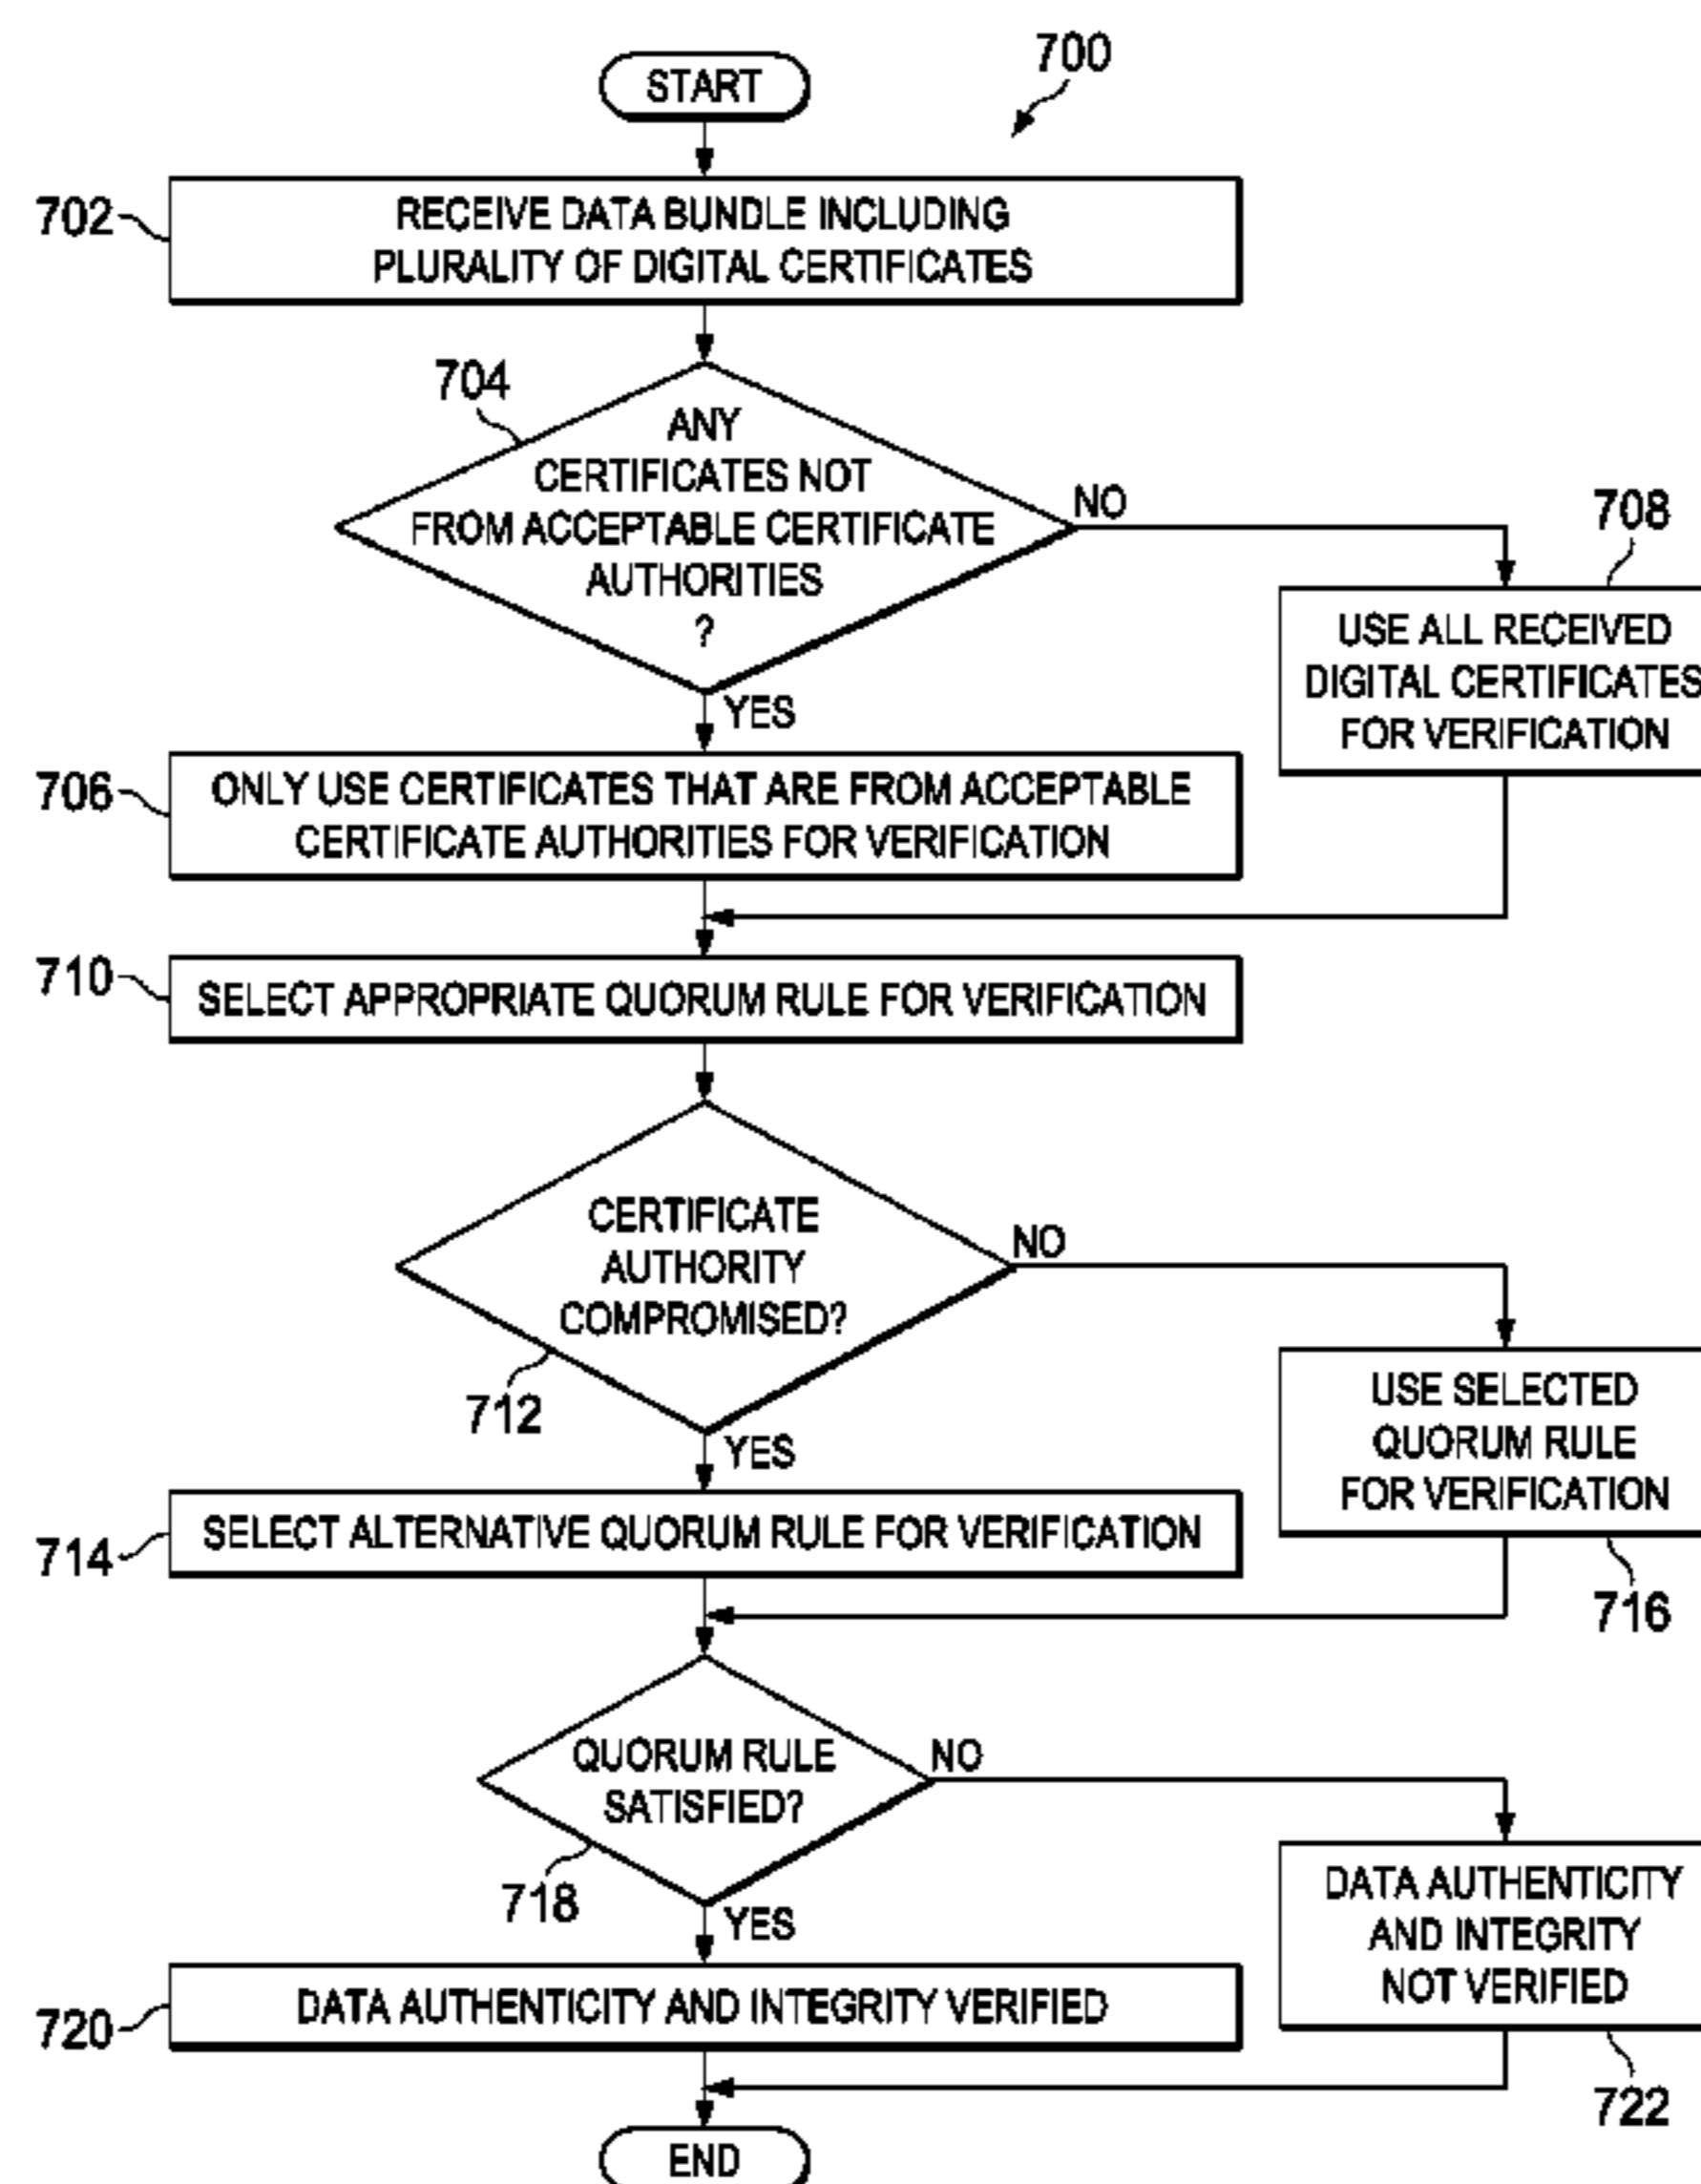 START
700
702
RECEIVE DATA BUNDLE INCLUDING
PLURALITY OF DIGITAL CERTIFICATES
704
ANY
CERTIFICATES NOT
FROM ACCEPTABLE CERTIFICATE
AUTHORITIES
?
NO
708
USE ALL RECEIVED
DIGITAL CERTIFICATES
FOR VERIFICATION
YES
706
ONLY USE CERTIFICATES THAT ARE FROM ACCEPTABLE
CERTIFICATE AUTHORITIES FOR VERIFICATION
710
SELECT APPROPRIATE QUORUM RULE FOR VERIFICATION
CERTIFICATE
AUTHORITY
COMPROMISED?
NO
712
USE SELECTED
QUORUM RULE
FOR VERIFICATION
716
YES
714
SELECT ALTERNATIVE QUORUM RULE FOR VERIFICATION
QUORUM RULE
SATISFIED?
NO
718
DATA AUTHENTICITY
AND INTEGRITY
NOT VERIFIED
722
YES
720
DATA AUTHENTICITY AND INTEGRITY VERIFIED
END